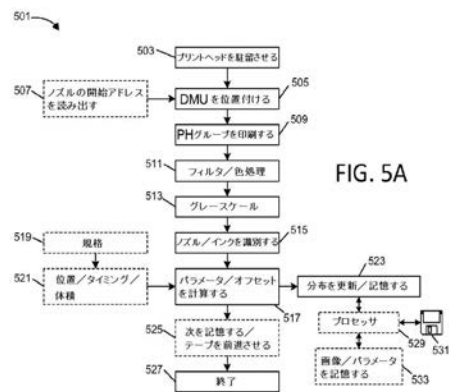 501
503
プリントヘッドを駐留させる
507
ノズルの開始アドレス
を読み出す
DMUを位置付ける
505
509
PHグループを印刷する
511
フィルタ/色処理
FIG. 5A
513
グレースケール
515
ノズル/インクを識別する
519
規格
521
位置/タイミング/
体積
パラメータ/オフセット
を計算する
517
523
分布を更新/記憶する
525
次を記憶する/
テープを前進させる
プロセッサ
529
531
527
終了
画像/パラメータ
を記憶する
533